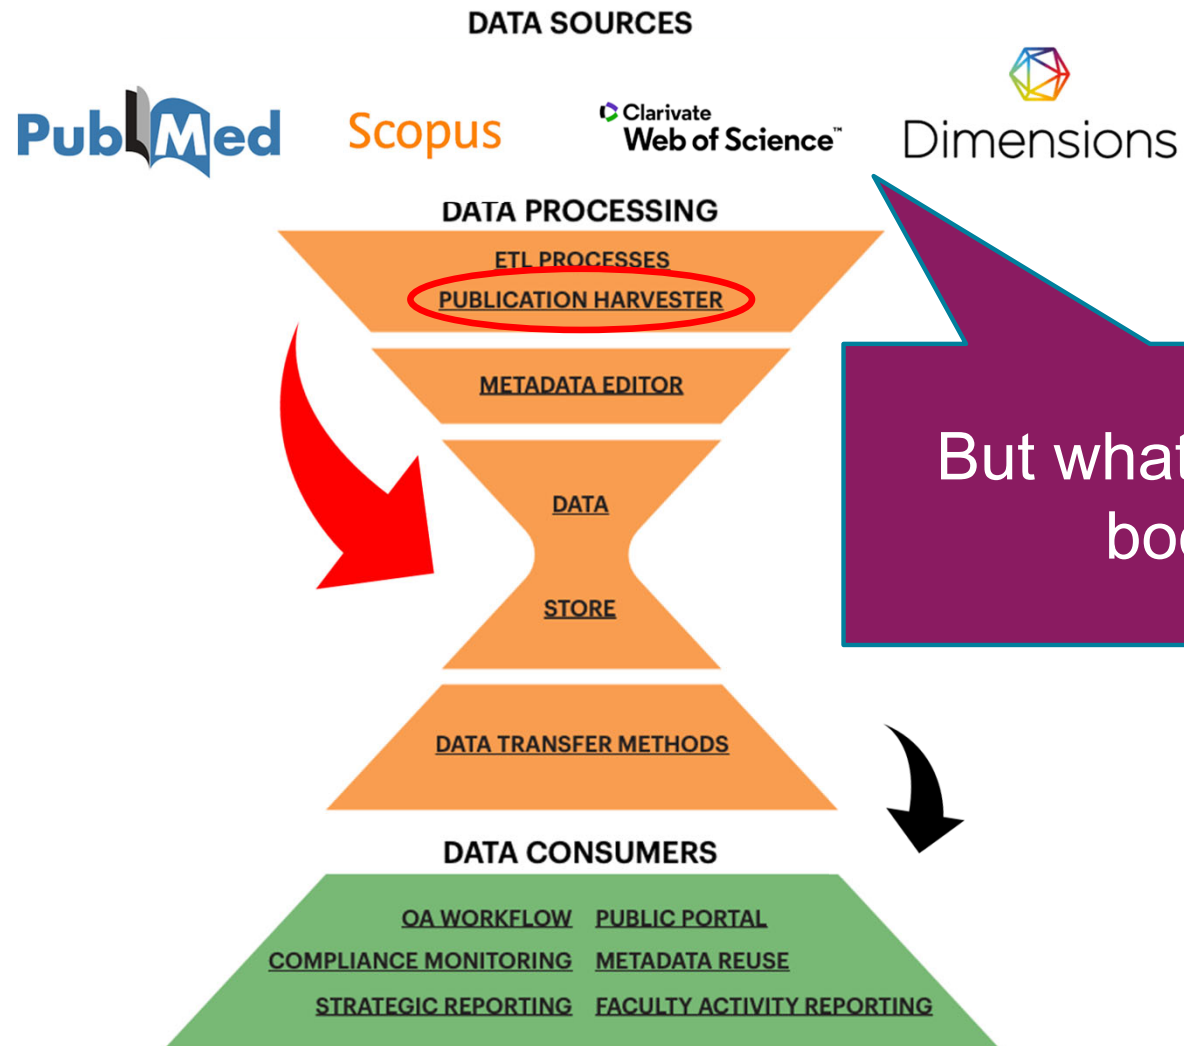 DATA SOURCES
PubMed
Scopus
Clarivate
Web of Science™
Dimensions
DATA PROCESSING
ETL PROCESSES
PUBLICATION HARVESTER
METADATA EDITOR
But what
DATA
STORE
DATA TRANSFER METHODS
DATA CONSUMERS
OA WORKFLOW PUBLIC PORTAL
COMPLIANCE MONITORING METADATA REUSE
STRATEGIC REPORTING FACULTY ACTIVITY REPORTING